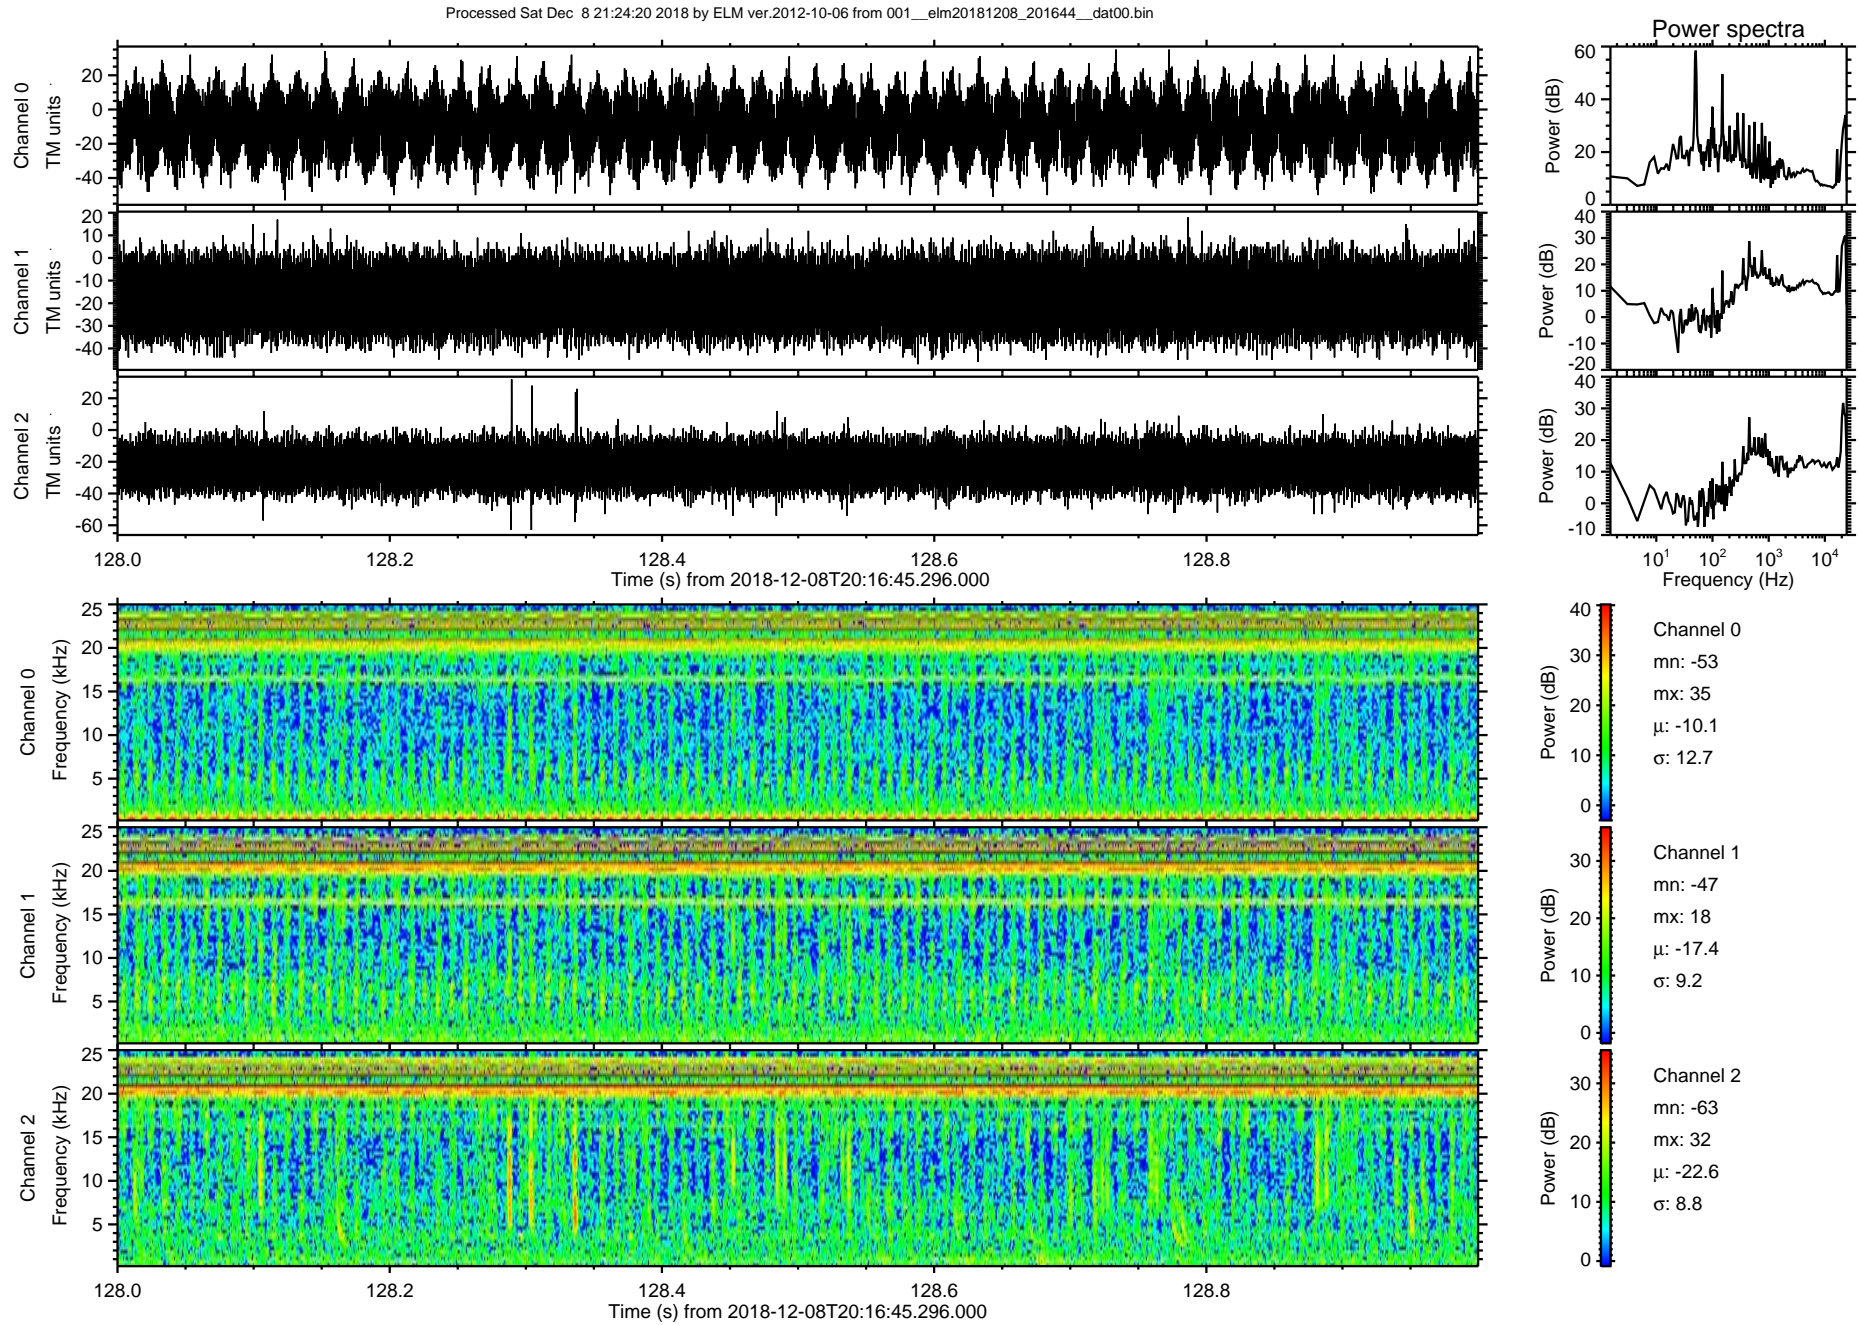 Processed Sat Dec  8 21:24:20 2018 by ELM ver.2012-10-06 from 001__elm20181208_201644__dat00.bin
Power spectra
Channel 0
TM units
20
0
-20
-40
Power (dB)
60
40
20
0
Channel 1
TM units
20
10
0
-10
-20
-30
-40
Power (dB)
40
30
20
10
0
-10
-20
Channel 2
TM units
20
0
-20
-40
-60
Power (dB)
40
30
20
10
0
-10
128.0 128.2 128.4 128.6 128.8
Time (s) from 2018-12-08T20:16:45.296.000
10¹ 10² 10³ 10⁴
Frequency (Hz)
Channel 0
Frequency (kHz)
25
20
15
10
5
Power (dB)
40
30
20
10
0
Channel 0
mn: -53
mx: 35
μ: -10.1
σ: 12.7
Channel 1
Frequency (kHz)
25
20
15
10
5
Power (dB)
30
20
10
0
Channel 1
mn: -47
mx: 18
μ: -17.4
σ: 9.2
Channel 2
Frequency (kHz)
25
20
15
10
5
Power (dB)
30
20
10
0
Channel 2
mn: -63
mx: 32
μ: -22.6
σ: 8.8
128.0 128.2 128.4 128.6 128.8
Time (s) from 2018-12-08T20:16:45.296.000